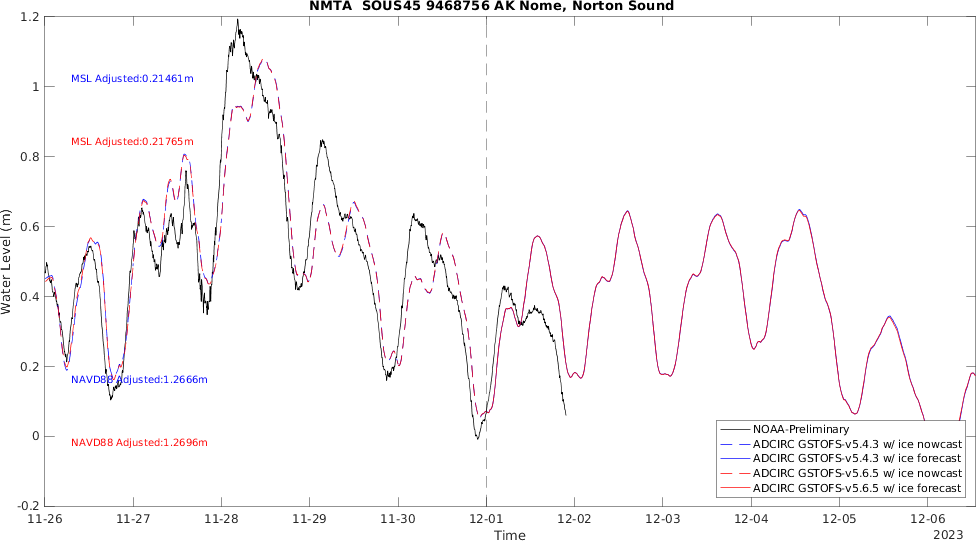 NMTA SOUS45 9468756 AK Nome, Norton Sound
1.2
1
0.8
0.6
0.4
0.2
0
-0.2
Water Level (m)
MSL Adjusted:0.21461m
MSL Adjusted:0.21765m
NAVD88 Adjusted:1.2666m
NAVD88 Adjusted:1.2696m
NOAA-Preliminary
ADCIRC GSTOFS-v5.4.3 w/ ice nowcast
ADCIRC GSTOFS-v5.4.3 w/ ice forecast
ADCIRC GSTOFS-v5.6.5 w/ ice nowcast
ADCIRC GSTOFS-v5.6.5 w/ ice forecast
11-26 11-27 11-28 11-29 11-30 12-01 12-02 12-03 12-04 12-05 12-06
Time
2023